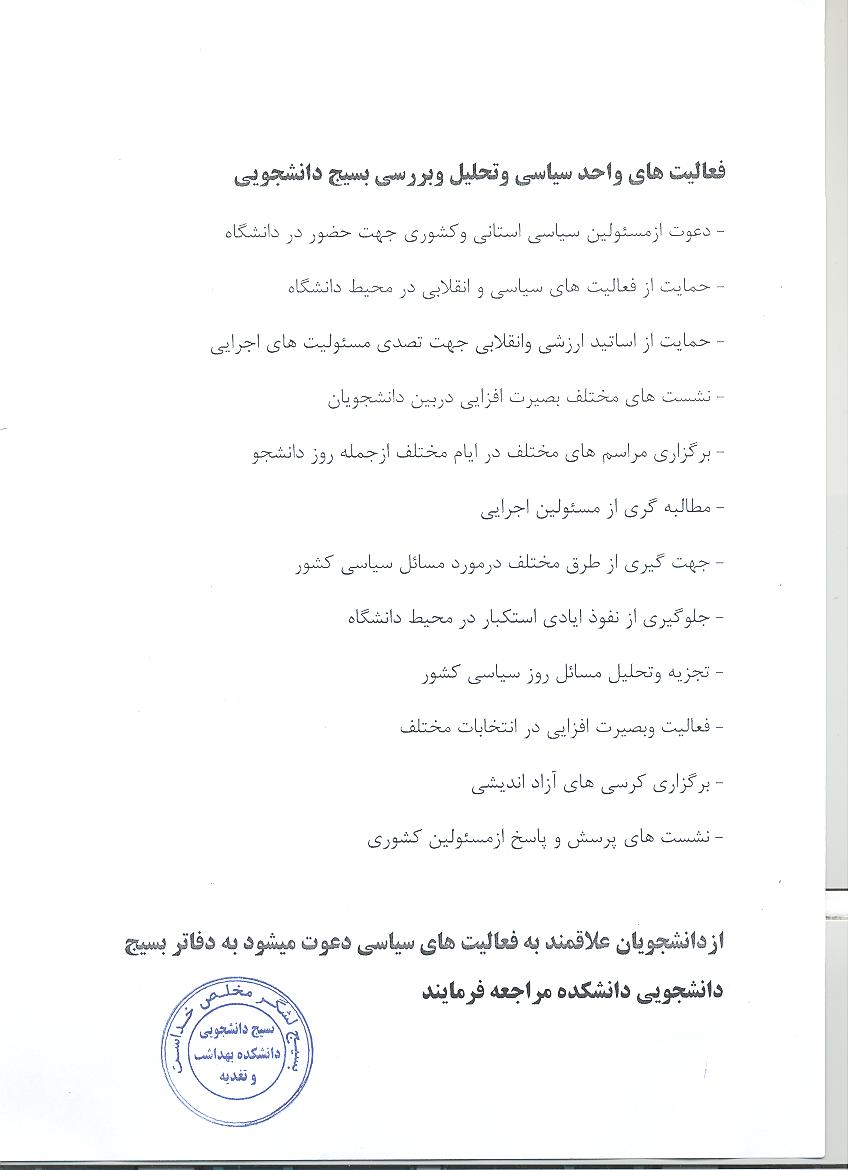 فعالیت های واحد سیاسی وتحلیل وبررسی بسیج دانشجویی
- دعوت ازمسئولین سیاسی استانی وکشوری جهت حضور در دانشگاه
- حمایت از فعالیت های سیاسی و انقلابی در محیط دانشگاه
- حمایت از اساتید ارزشی وانقلابی جهت تصدی مسئولیت های اجرایی
- نشست های مختلف بصیرت افزایی دربین دانشجویان
- برگزاری مراسم های مختلف در ایام مختلف ازجمله روز دانشجو
- مطالبه گری از مسئولین اجرایی
- جهت گیری از طرق مختلف درمورد مسائل سیاسی کشور
- جلوگیری از نفوذ ایادی استکبار در محیط دانشگاه
- تجزیه وتحلیل مسائل روز سیاسی کشور
- فعالیت وبصیرت افزایی در انتخابات مختلف
- برگزاری کرسی های آزاد اندیشی
- نشست های پرسش و پاسخ ازمسئولین کشوری
ازدانشجویان علاقمند به فعالیت های سیاسی دعوت میشود به دفاتر بسیج
دانشجویی دانشکده مراجعه فرمایند
بسیج لشگر مخلص خداست
بسیج دانشجویی
دانشکده بهداشت
و تغذیه